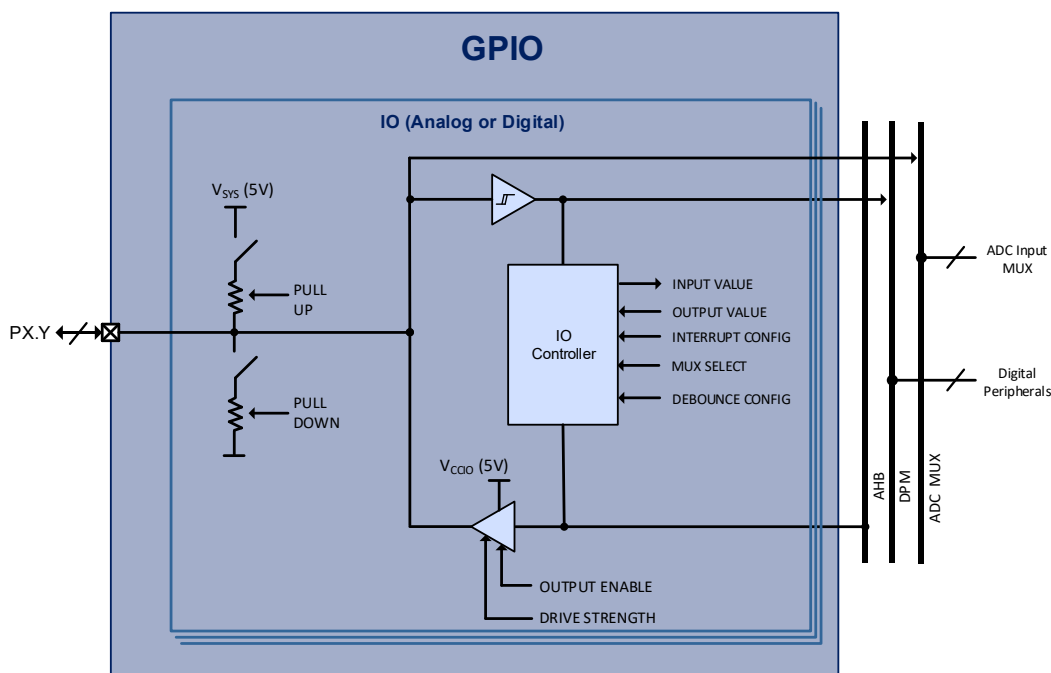 GPIO
IO (Analog or Digital)
VSYS (5V)
PULL
UP
PX.Y
PULL
DOWN
IO
Controller
INPUT VALUE
OUTPUT VALUE
INTERRUPT CONFIG
MUX SELECT
DEBOUNCE CONFIG
VCCIO (5V)
OUTPUT ENABLE
DRIVE STRENGTH
AHB
DPM
ADC MUX
ADC Input
MUX
Digital
Peripherals